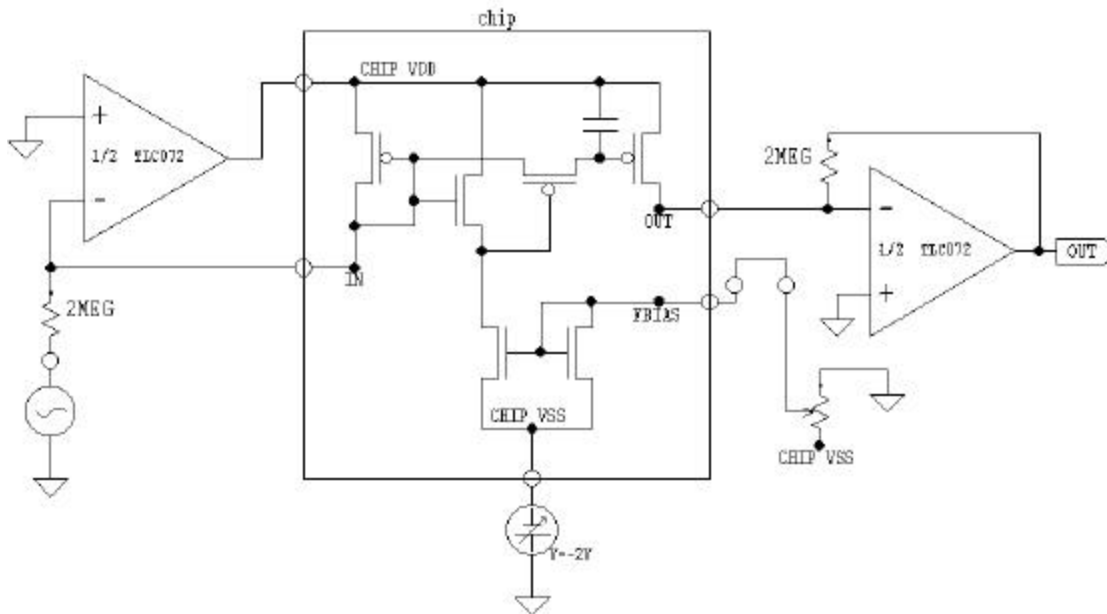 chip
CHIP VDD
+
1/2 TLC072
-
2MEG
IN
OUT
FBIAS
CHIP VSS
V=-2V
2MEG
-
1/2 TLC072
+
OUT
CHIP VSS